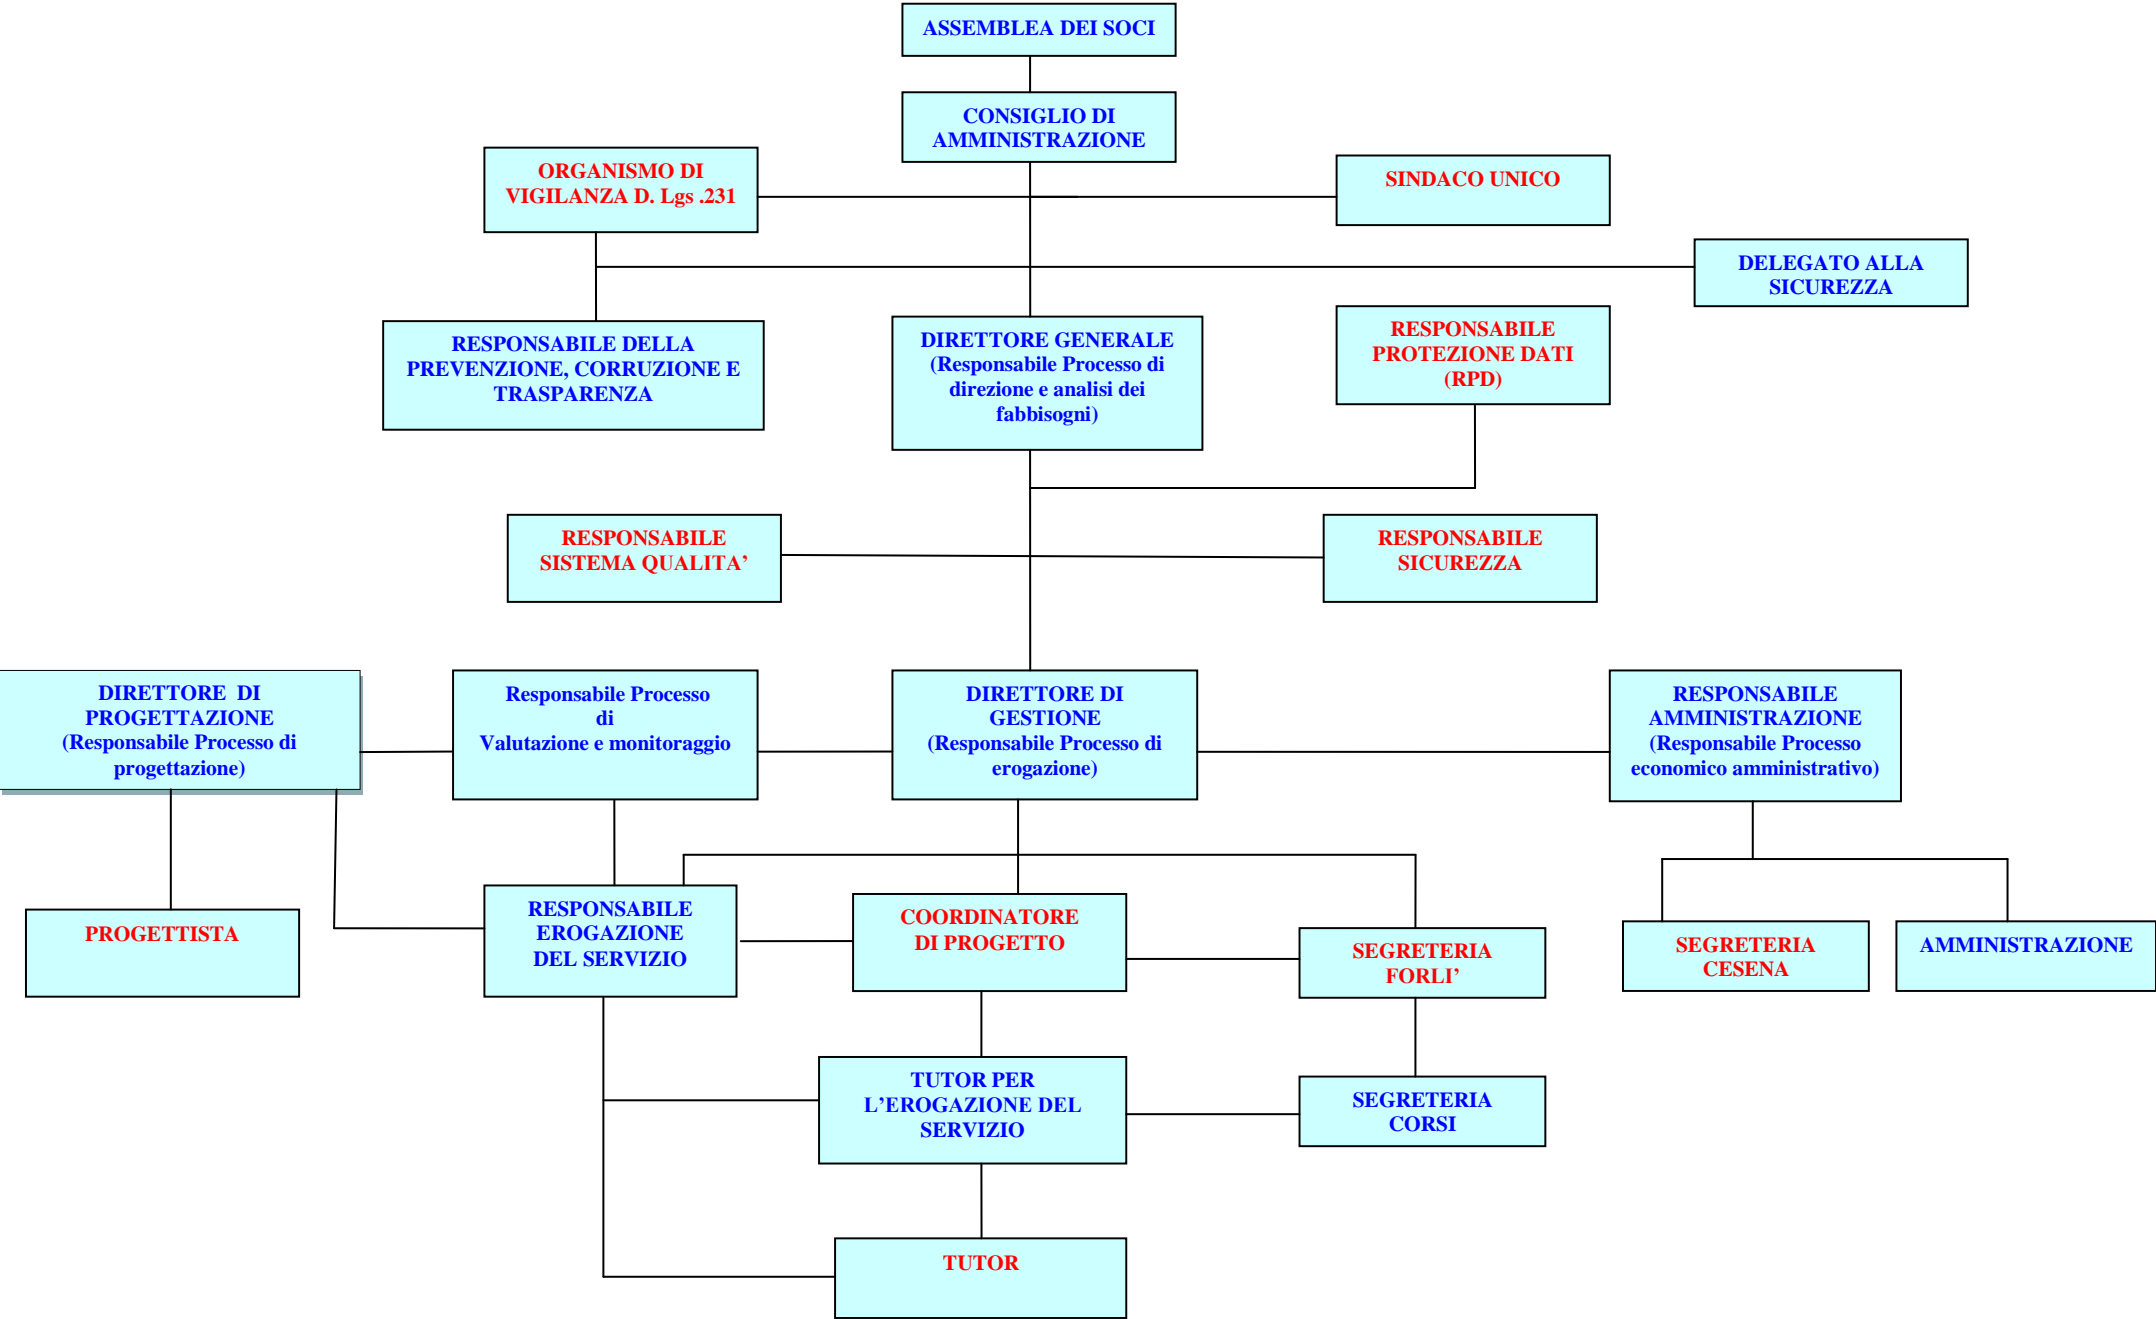 ASSEMBLEA DEI SOCI
CONSIGLIO DI
AMMINISTRAZIONE
ORGANISMO DI
VIGILANZA D. Lgs .231
SINDACO UNICO
DELEGATO ALLA
SICUREZZA
RESPONSABILE DELLA
PREVENZIONE, CORRUZIONE E
TRASPARENZA
DIRETTORE GENERALE
(Responsabile Processo di
direzione e analisi dei
fabbisogni)
RESPONSABILE
PROTEZIONE DATI
(RPD)
RESPONSABILE
SISTEMA QUALITA’
RESPONSABILE
SICUREZZA
DIRETTORE  DI
PROGETTAZIONE
(Responsabile Processo di
progettazione)
Responsabile Processo
di
Valutazione e monitoraggio
DIRETTORE DI
GESTIONE
(Responsabile Processo di
erogazione)
RESPONSABILE
AMMINISTRAZIONE
(Responsabile Processo
economico amministrativo)
PROGETTISTA
RESPONSABILE
EROGAZIONE
DEL SERVIZIO
COORDINATORE
DI PROGETTO
SEGRETERIA
FORLI’
SEGRETERIA
CESENA
AMMINISTRAZIONE
TUTOR PER
L’EROGAZIONE DEL
SERVIZIO
SEGRETERIA
CORSI
TUTOR